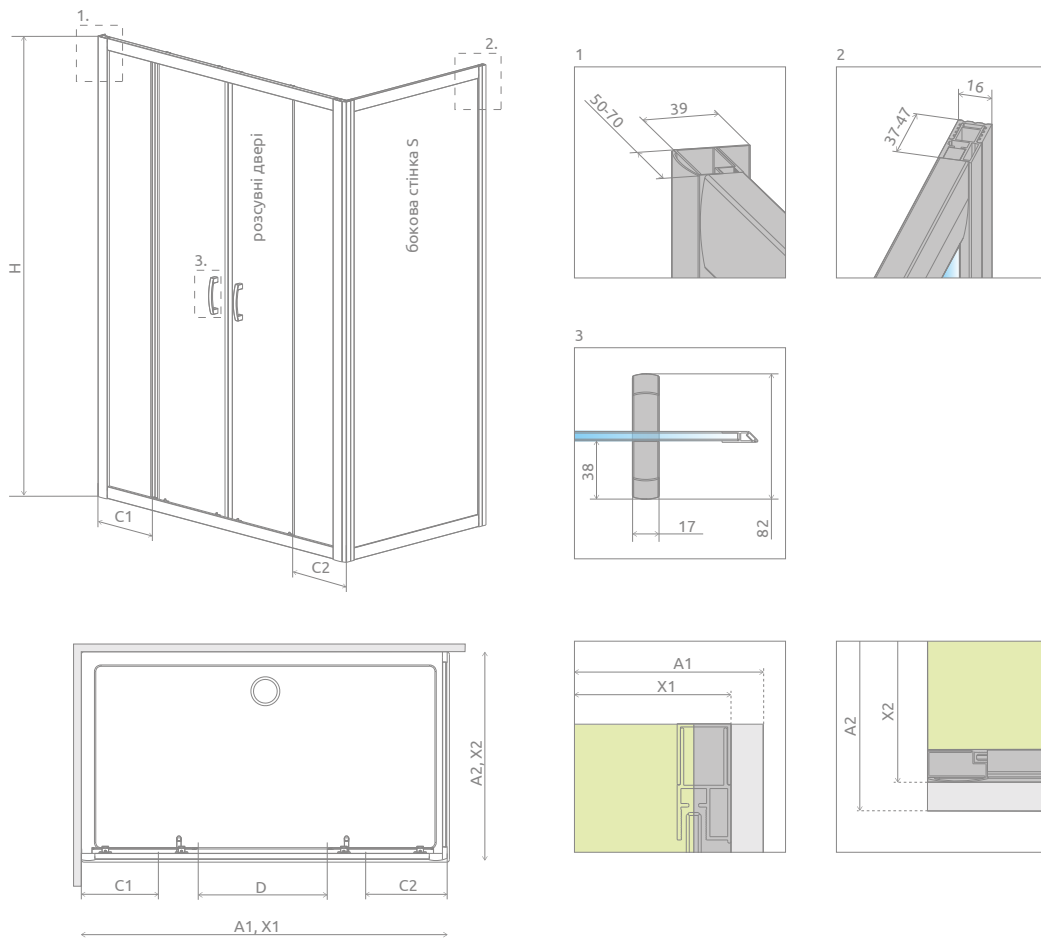 1.
2.
H
розсувні двері
бокова стінка S
3.
C1
C2
1
50-70
39
2
37-47
16
3
38
17
82
A2, X2
C1
D
C2
A1, X1
A1
X1
A2
X2